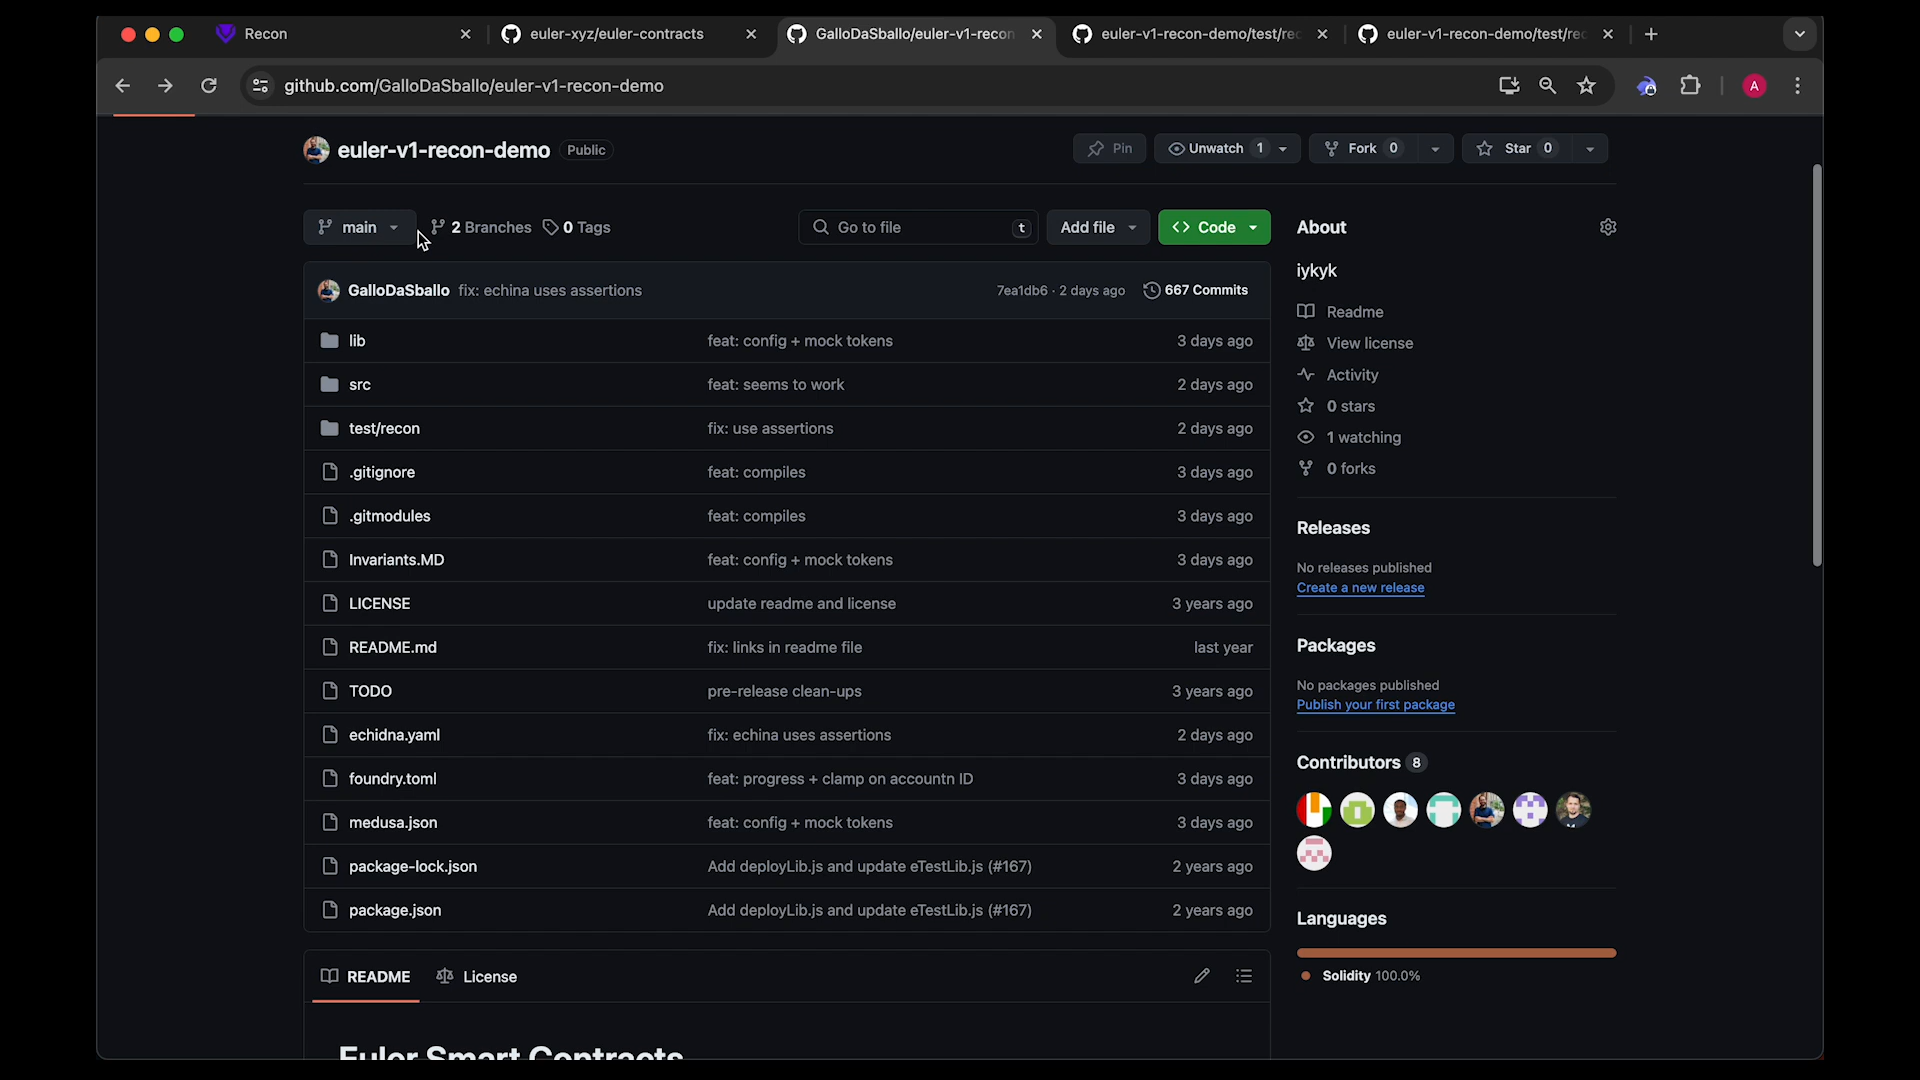 Recon
euler-xyz/euler-contracts
GalloDaSballo/euler-v1-recon
euler-v1-recon-demo/test/rec
euler-v1-recon-demo/test/rec
github.com/GalloDaSballo/euler-v1-recon-demo
A
euler-v1-recon-demo Public
Pin
Unwatch 1
Fork 0
Star 0
main
2 Branches
0 Tags
Go to file t
Add file
<> Code
GalloDaSballo fix: echina uses assertions 7ea1db6 · 2 days ago 667 Commits
lib feat: config + mock tokens 3 days ago
src feat: seems to work 2 days ago
test/recon fix: use assertions 2 days ago
.gitignore feat: compiles 3 days ago
.gitmodules feat: compiles 3 days ago
Invariants.MD feat: config + mock tokens 3 days ago
LICENSE update readme and license 3 years ago
README.md fix: links in readme file last year
TODO pre-release clean-ups 3 years ago
echidna.yaml fix: echina uses assertions 2 days ago
foundry.toml feat: progress + clamp on accountn ID 3 days ago
medusa.json feat: config + mock tokens 3 days ago
package-lock.json Add deployLib.js and update eTestLib.js (#167) 2 years ago
package.json Add deployLib.js and update eTestLib.js (#167) 2 years ago
README
License
Euler Smart Contracts
About
iykyk
Readme
View license
Activity
0 stars
1 watching
0 forks
Releases
No releases published
Create a new release
Packages
No packages published
Publish your first package
Contributors 8
Languages
Solidity 100.0%